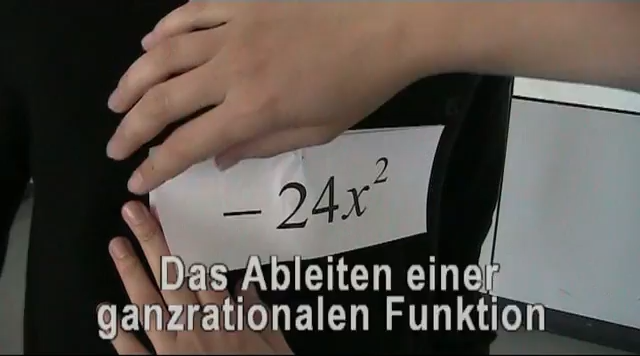 – 24x²
Das Ableiten einer
ganzrationalen Funktion